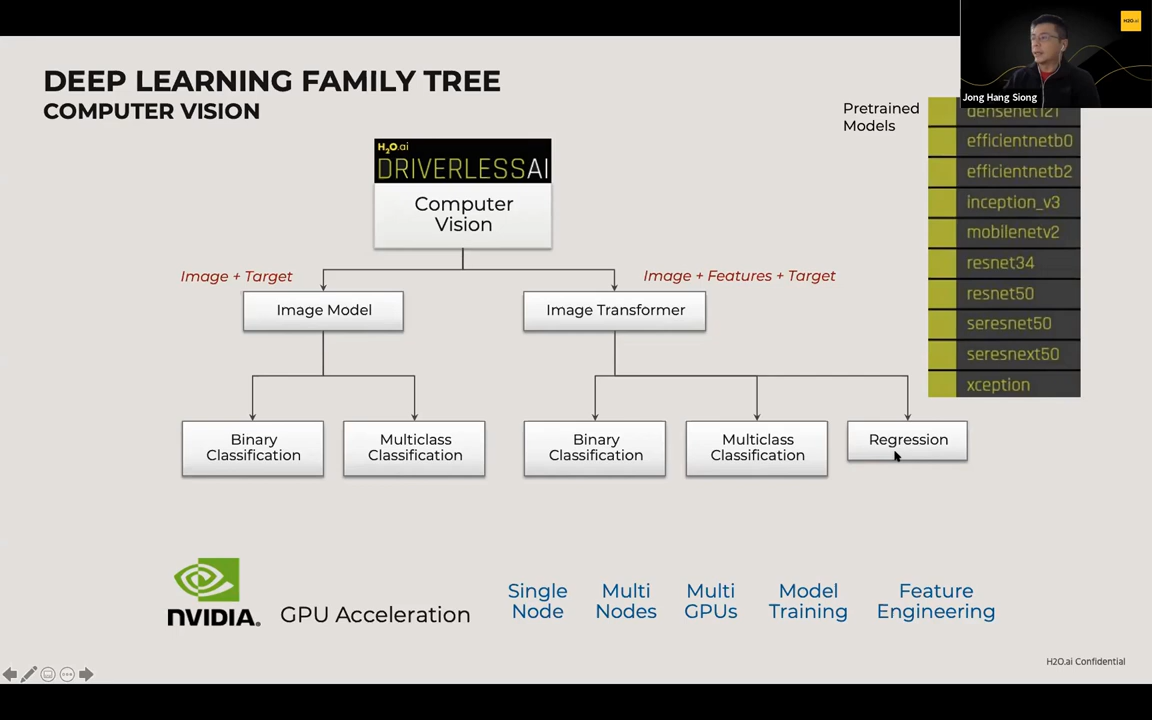 DEEP LEARNING FAMILY TREE
COMPUTER VISION
H2O.ai
Jong Hang Siong
Pretrained
Models
densenet121
efficientnetb0
efficientnetb2
inception_v3
mobilenetv2
resnet34
resnet50
seresnet50
seresnext50
xception
H2O.ai
DRIVERLESSAI
Computer
Vision
Image + Target
Image + Features + Target
Image Model
Image Transformer
Binary
Classification
Multiclass
Classification
Binary
Classification
Multiclass
Classification
Regression
NVIDIA.
GPU Acceleration
Single
Node
Multi
Nodes
Multi
GPUs
Model
Training
Feature
Engineering
H2O.ai Confidential